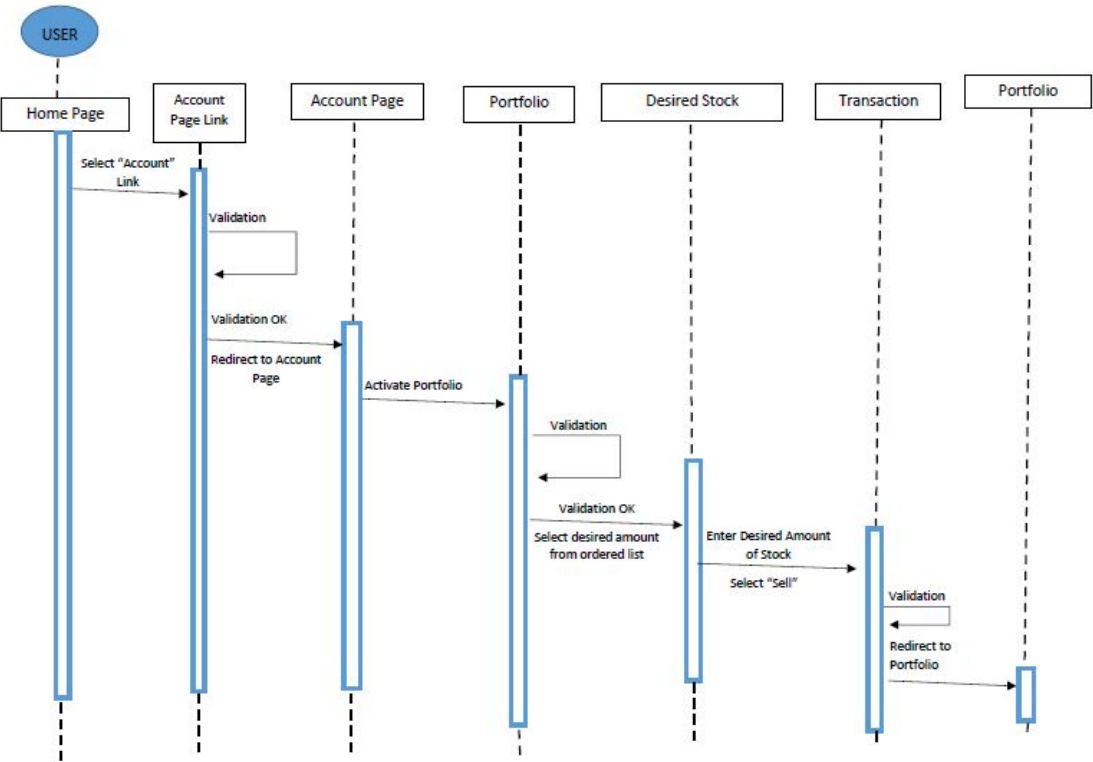 USER
Home Page
Account
Page Link
Account Page
Portfolio
Desired Stock
Transaction
Portfolio
Select “Account”
Link
Validation
Validation OK
Redirect to Account
Page
Activate Portfolio
Validation
Validation OK
Select desired amount
from ordered list
Enter Desired Amount
of Stock
Select “Sell”
Validation
Redirect to
Portfolio